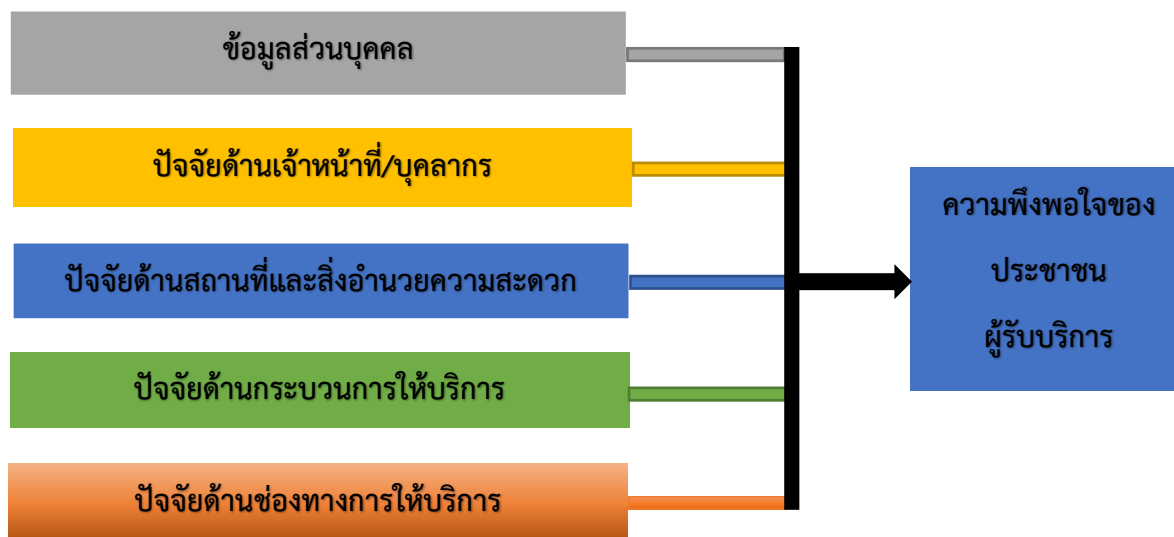 ข้อมูลส่วนบุคคล
ปัจจัยด้านเจ้าหน้าที่/บุคลากร
ปัจจัยด้านสถานที่และสิ่งอำนวยความสะดวก
ปัจจัยด้านกระบวนการให้บริการ
ปัจจัยด้านช่องทางการให้บริการ
ความพึงพอใจของ
ประชาชน
ผู้รับบริการ